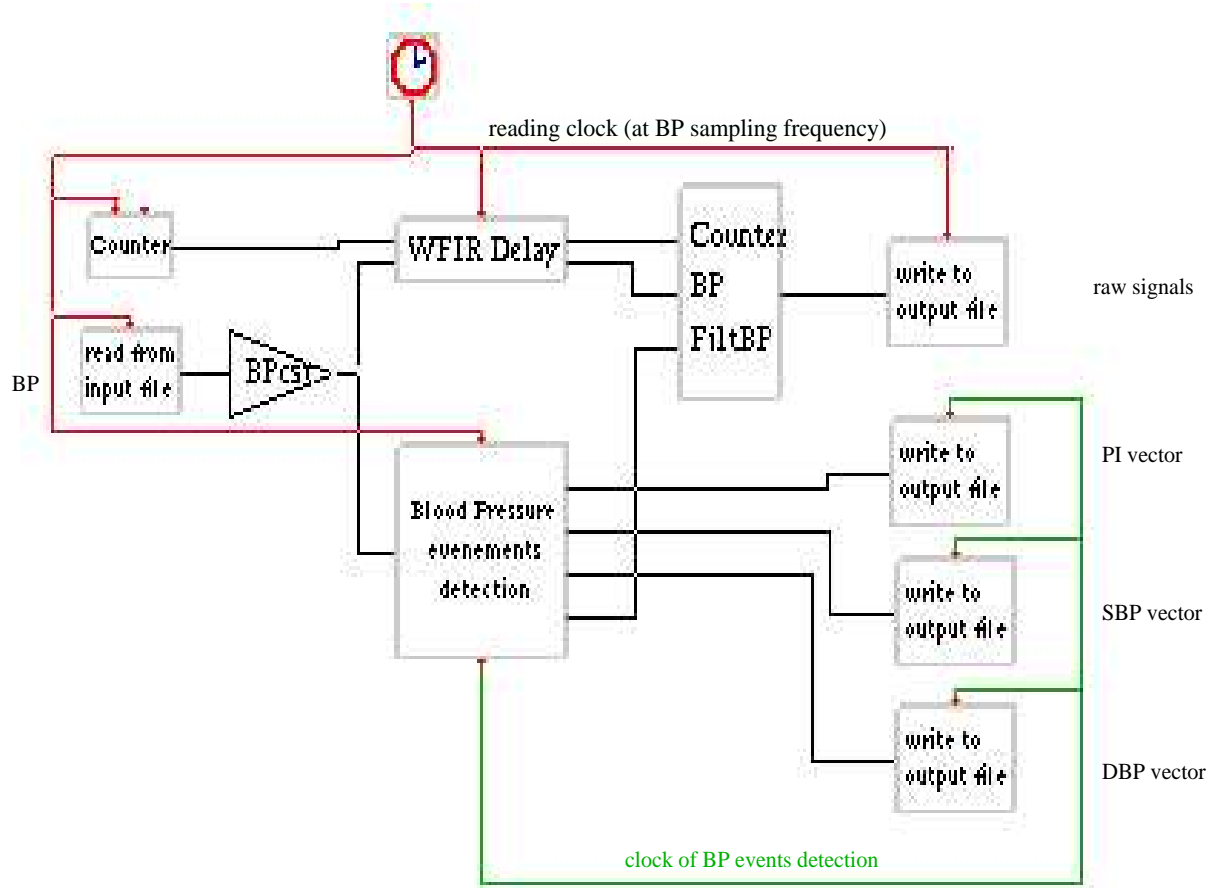 reading clock (at BP sampling frequency)
Counter
WFIR Delay
Counter
BP
FiltBP
write to
output file
raw signals
BP
read from
input file
BPcst
Blood Pressure
evenements
detection
write to
output file
PI vector
write to
output file
SBP vector
write to
output file
DBP vector
clock of BP events detection